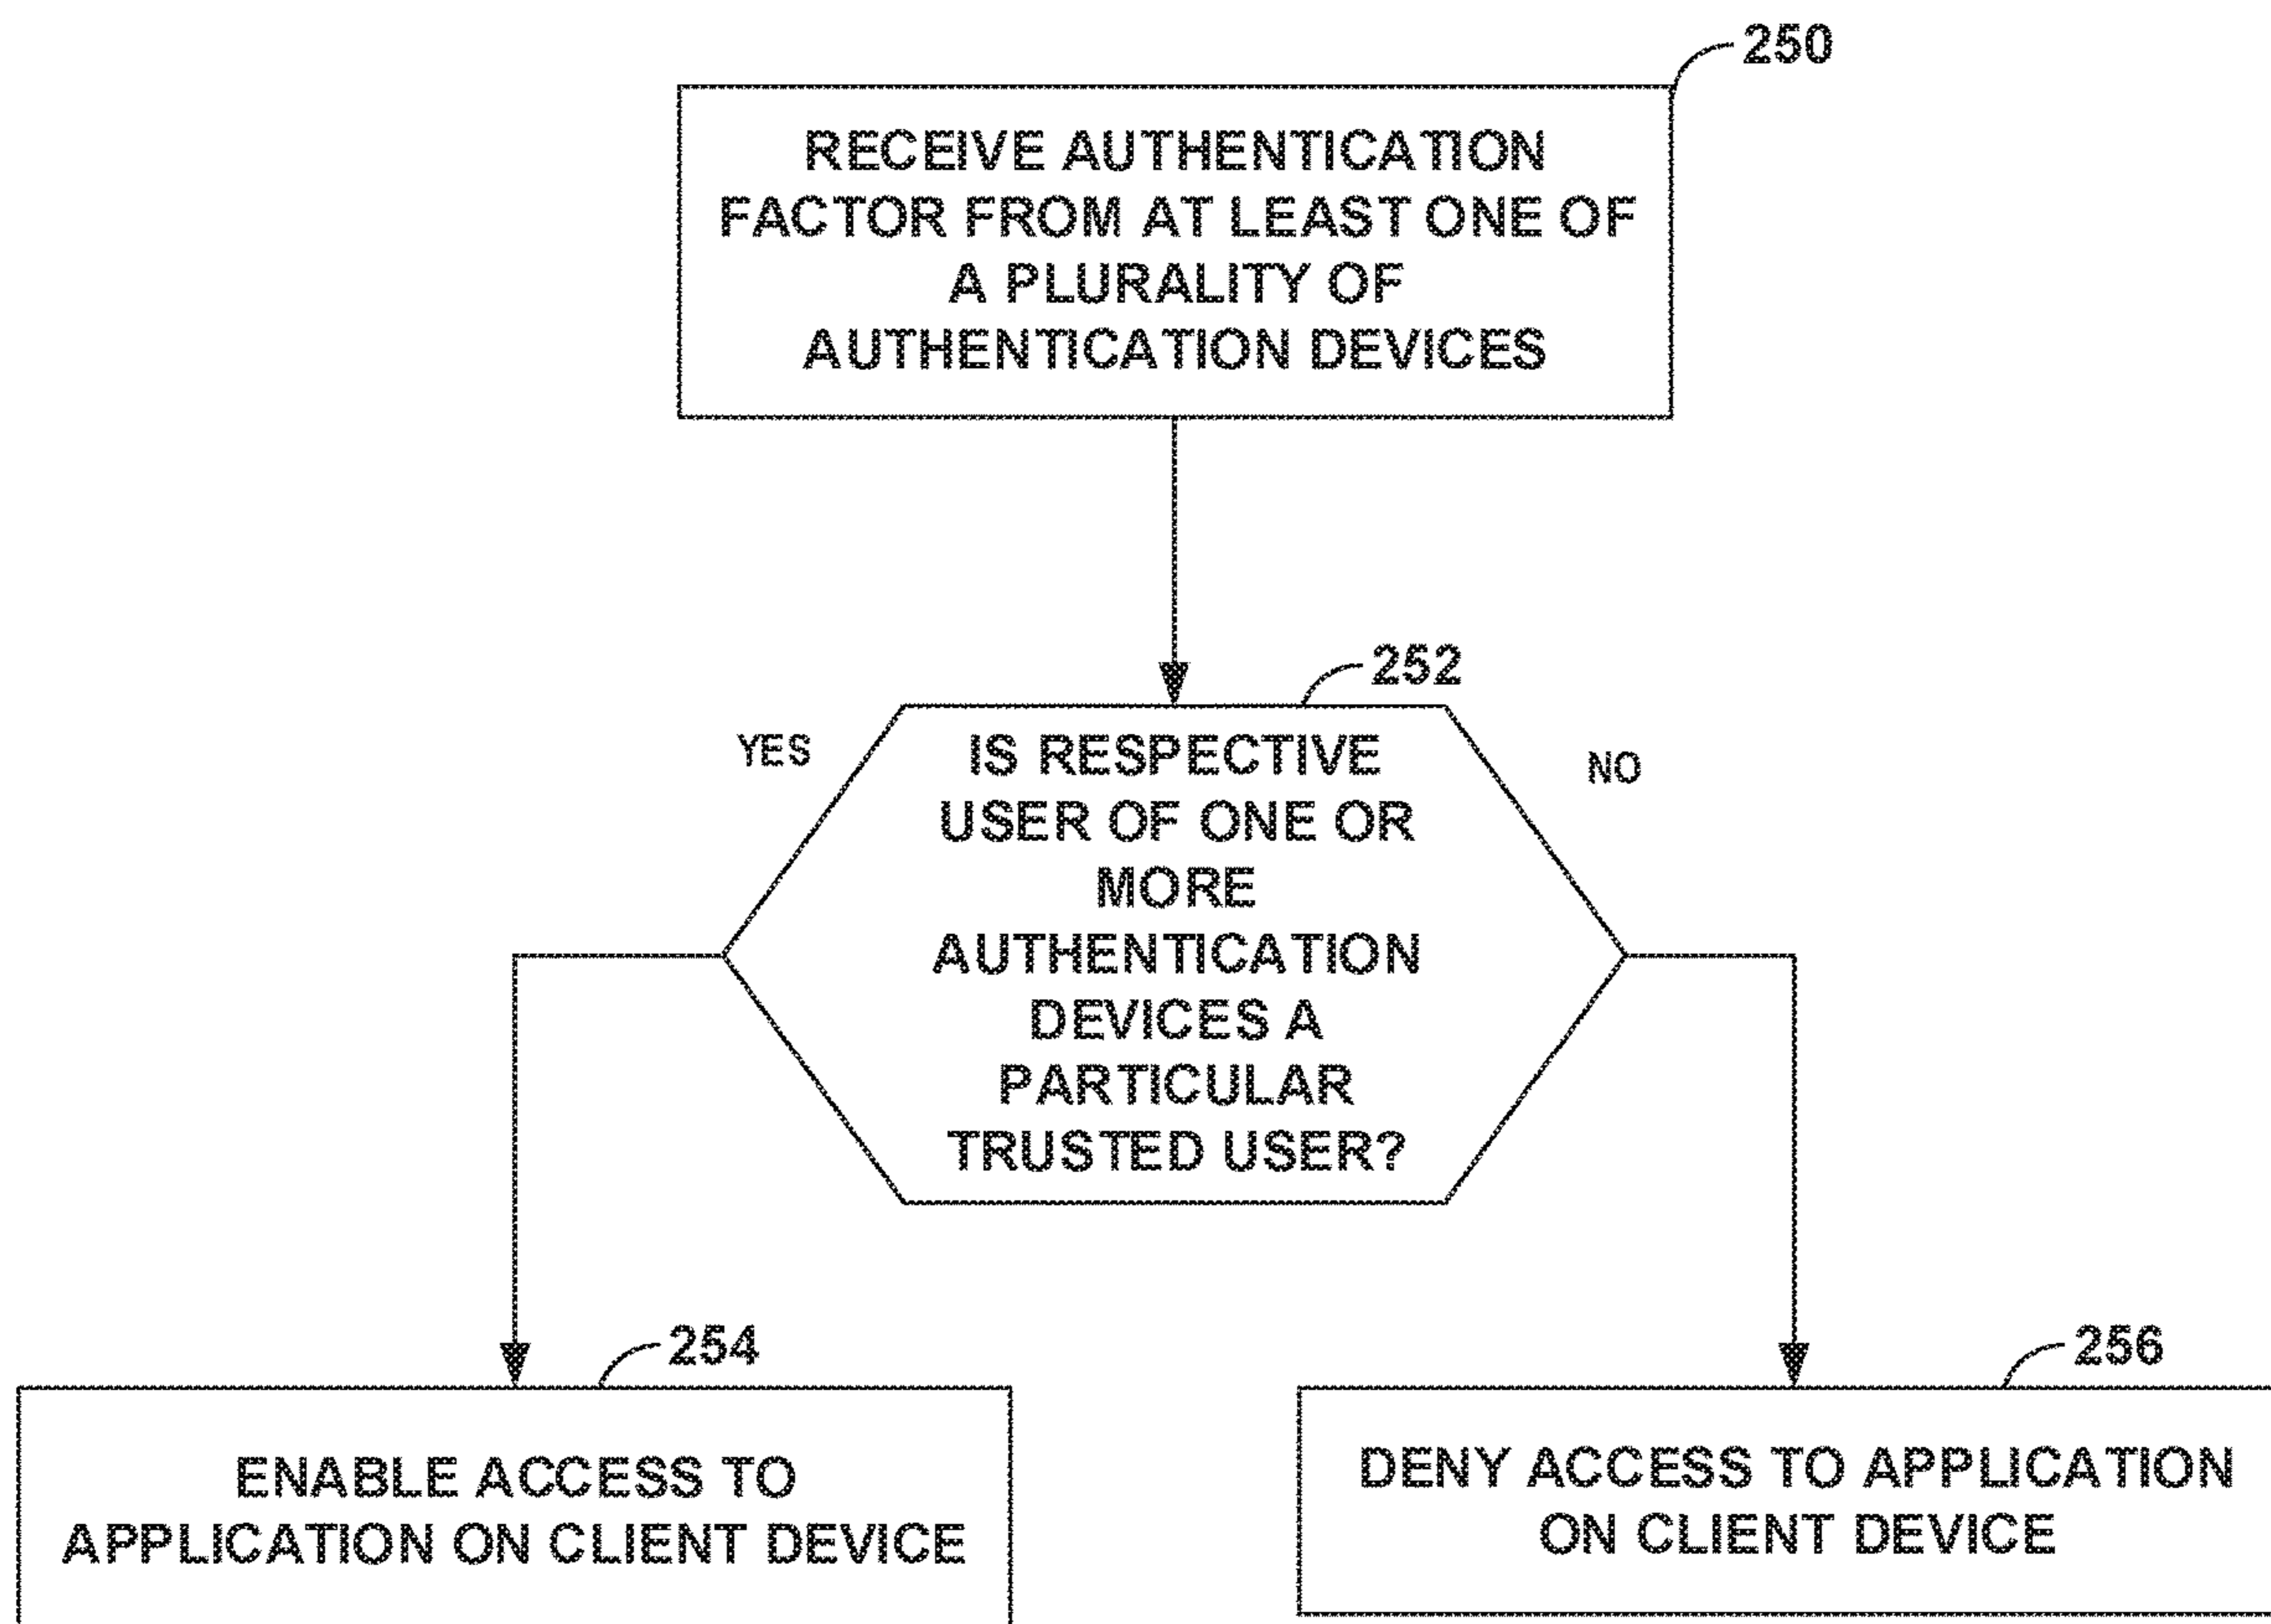 250
RECEIVE AUTHENTICATION
FACTOR FROM AT LEAST ONE OF
A PLURALITY OF
AUTHENTICATION DEVICES
252
YES
NO
IS RESPECTIVE
USER OF ONE OR
MORE
AUTHENTICATION
DEVICES A
PARTICULAR
TRUSTED USER?
254
ENABLE ACCESS TO
APPLICATION ON CLIENT DEVICE
256
DENY ACCESS TO APPLICATION
ON CLIENT DEVICE